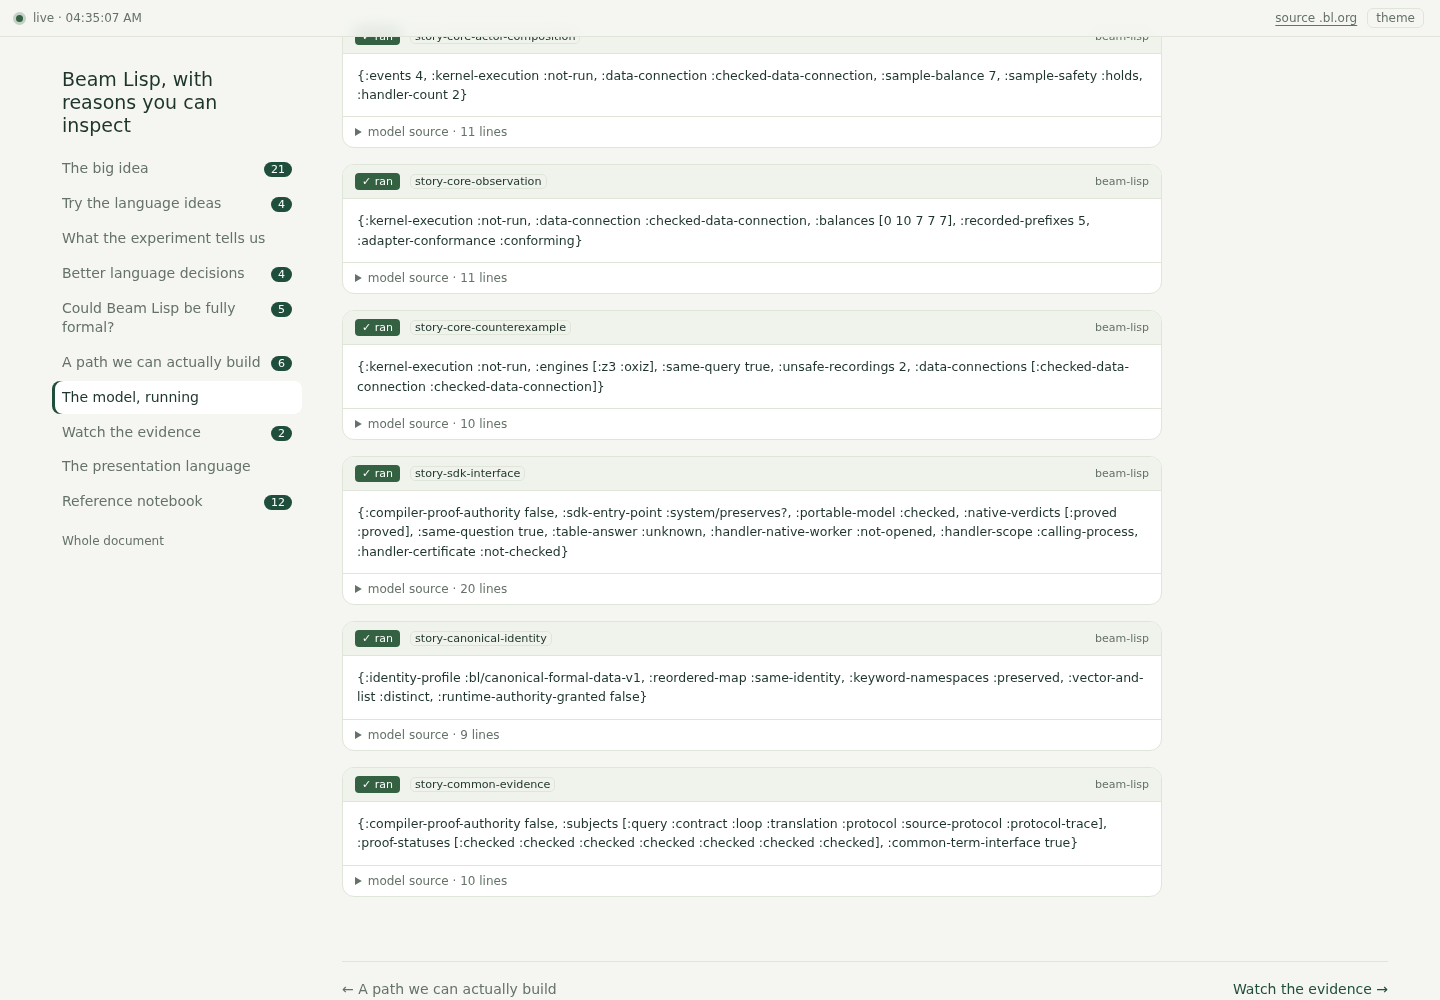 live · 04:35:07 AM
source .bl.org
theme
Beam Lisp, with
reasons you can
inspect
The big idea 21
Try the language ideas 4
What the experiment tells us
Better language decisions 4
Could Beam Lisp be fully
formal? 5
A path we can actually build 6
The model, running
Watch the evidence 2
The presentation language
Reference notebook 12
Whole document
✓ ran story-core-actor-composition beam-lisp
{:events 4, :kernel-execution :not-run, :data-connection :checked-data-connection, :sample-balance 7, :sample-safety :holds,
:handler-count 2}
▶ model source · 11 lines
✓ ran story-core-observation beam-lisp
{:kernel-execution :not-run, :data-connection :checked-data-connection, :balances [0 10 7 7 7], :recorded-prefixes 5,
:adapter-conformance :conforming}
▶ model source · 11 lines
✓ ran story-core-counterexample beam-lisp
{:kernel-execution :not-run, :engines [:z3 :oxiz], :same-query true, :unsafe-recordings 2, :data-connections [:checked-data-
connection :checked-data-connection]}
▶ model source · 10 lines
✓ ran story-sdk-interface beam-lisp
{:compiler-proof-authority false, :sdk-entry-point :system/preserves?, :portable-model :checked, :native-verdicts [:proved
:proved], :same-question true, :table-answer :unknown, :handler-native-worker :not-opened, :handler-scope :calling-process,
:handler-certificate :not-checked}
▶ model source · 20 lines
✓ ran story-canonical-identity beam-lisp
{:identity-profile :bl/canonical-formal-data-v1, :reordered-map :same-identity, :keyword-namespaces :preserved, :vector-and-
list :distinct, :runtime-authority-granted false}
▶ model source · 9 lines
✓ ran story-common-evidence beam-lisp
{:compiler-proof-authority false, :subjects [:query :contract :loop :translation :protocol :source-protocol :protocol-trace],
:proof-statuses [:checked :checked :checked :checked :checked :checked :checked], :common-term-interface true}
▶ model source · 10 lines
← A path we can actually build
Watch the evidence →